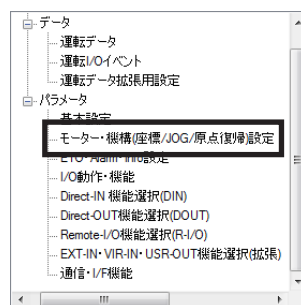 データ
運転データ
運転I/Oイベント
運転データ拡張用設定
パラメータ
基本設定
モーター・機構(座標/JOG/原点復帰)設定
ETO・Alarm・Info設定
I/O動作・機能
Direct-IN 機能選択(DIN)
Direct-OUT機能選択(DOUT)
Remote-I/O機能選択(R-I/O)
EXT-IN・VIR-IN・USR-OUT機能選択(拡張)
通信・I/F機能